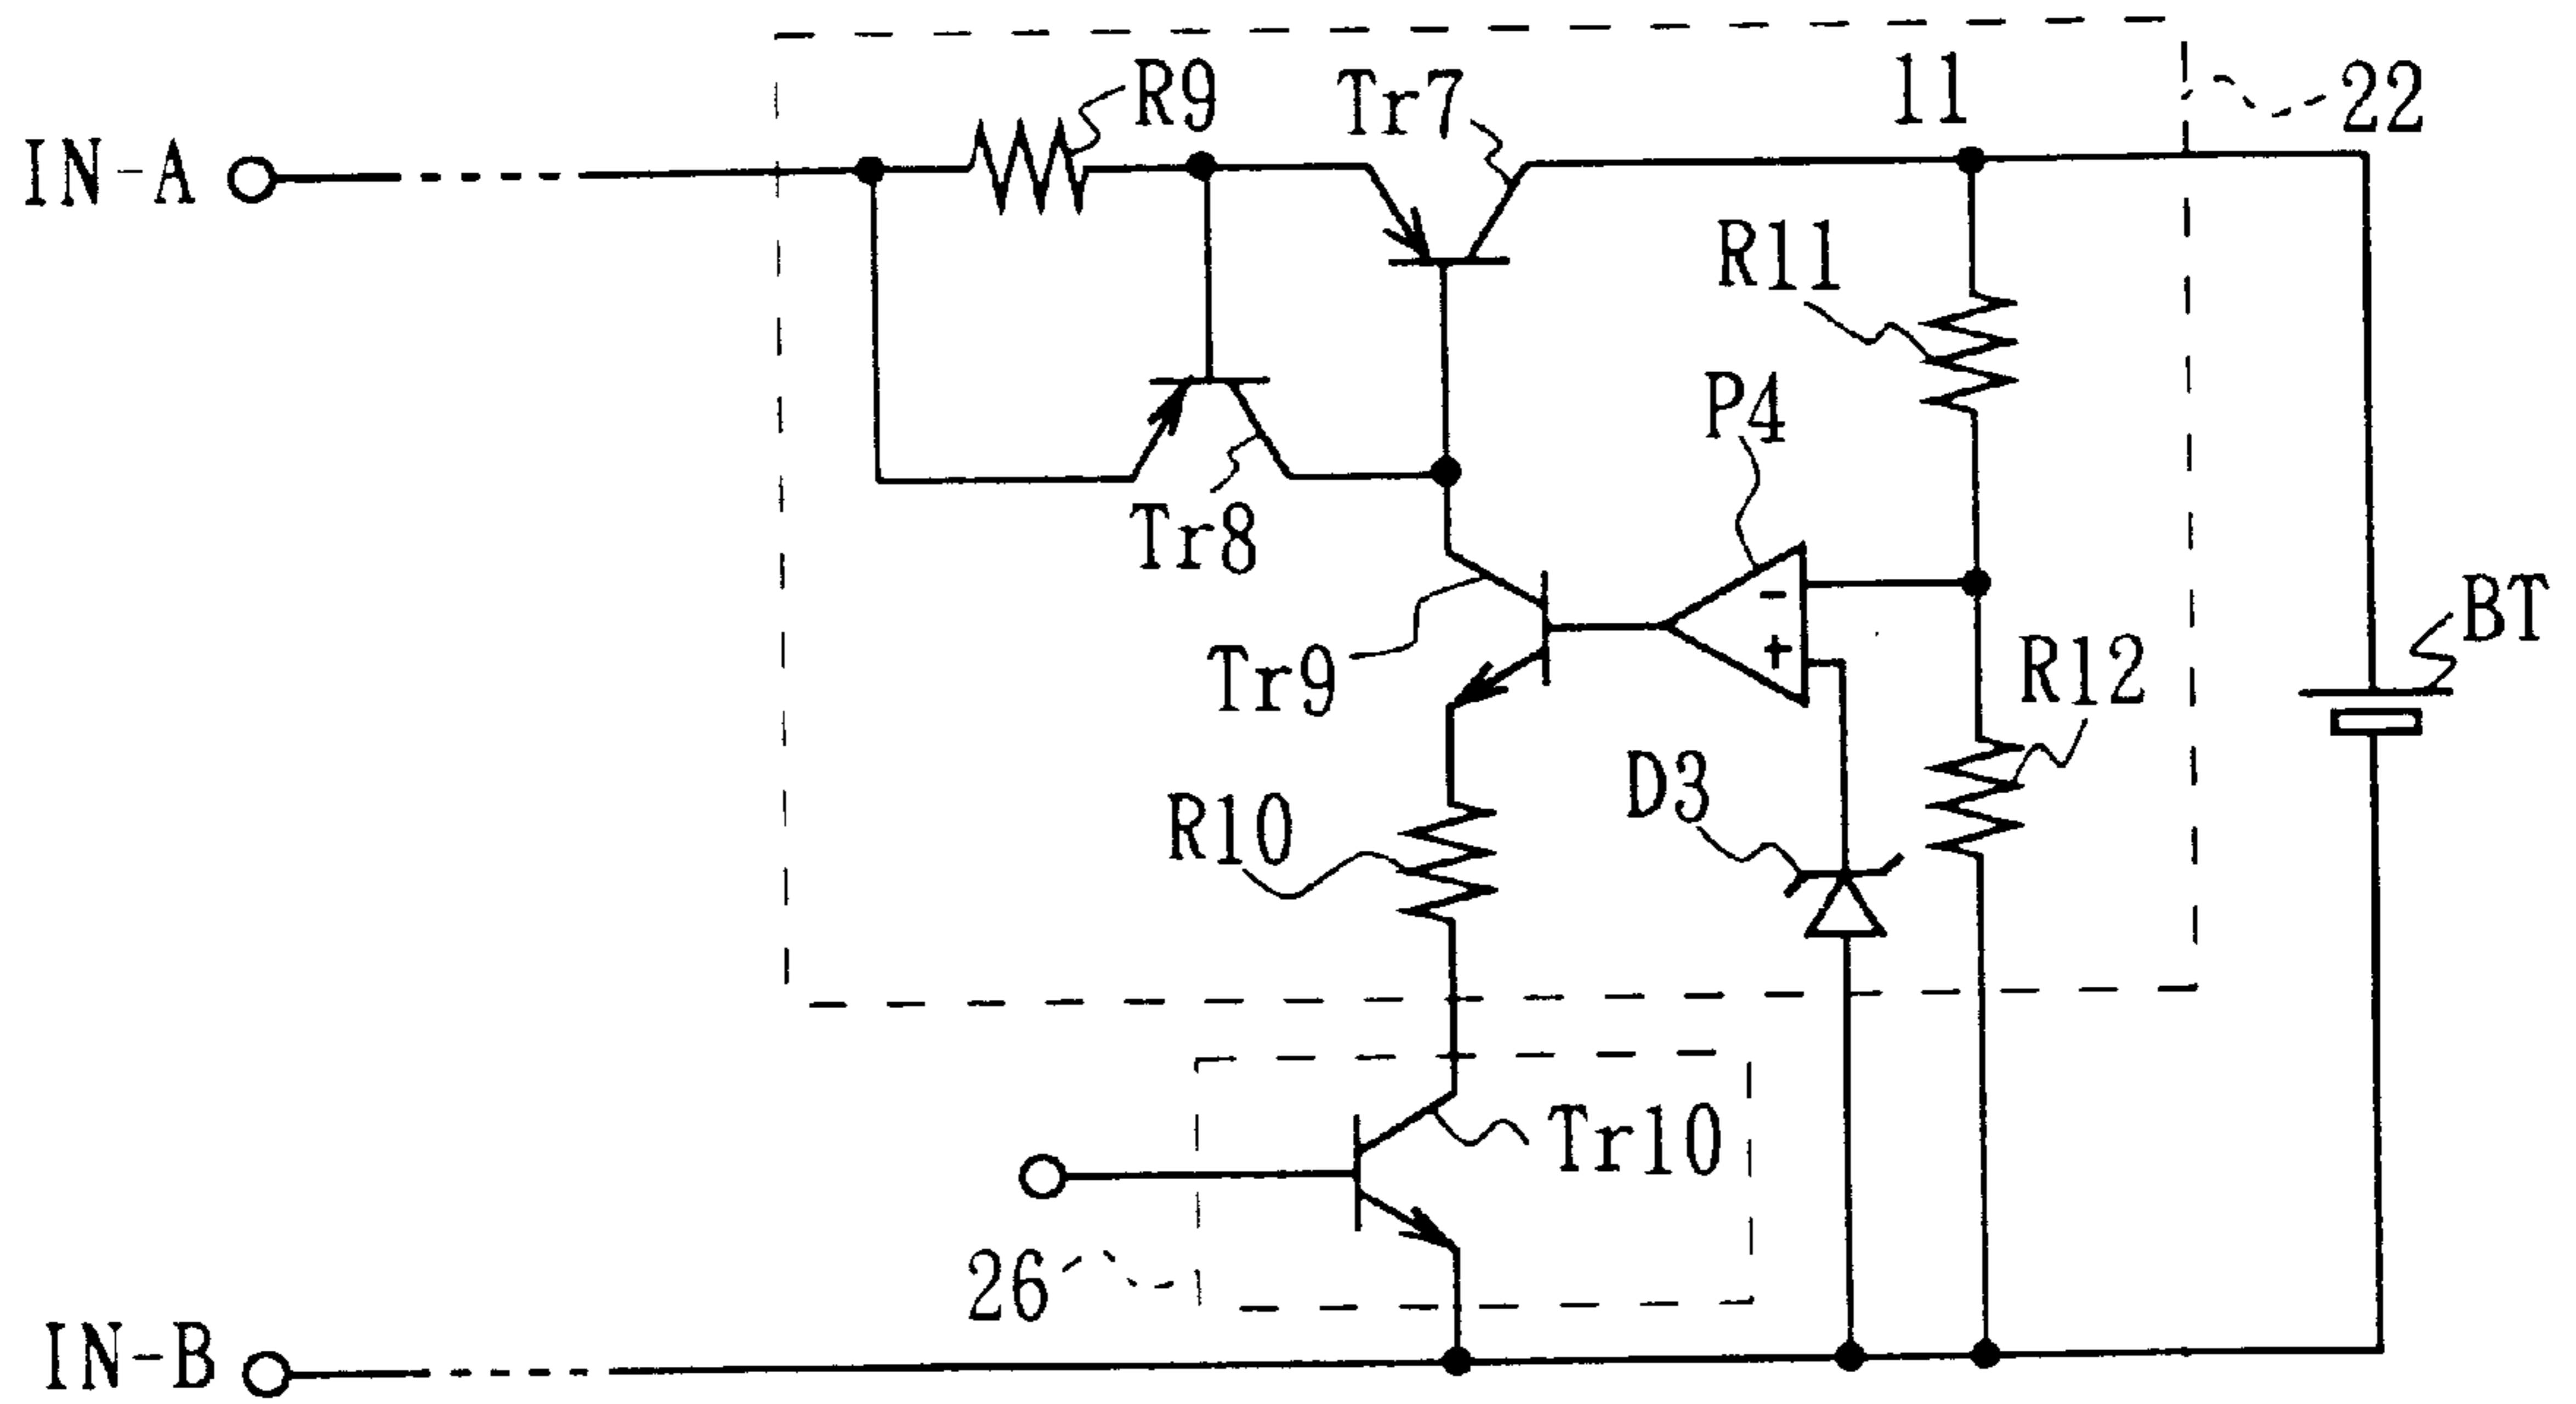 R9
Tr7
11
22
IN-A
R11
P4
Tr8
BT
Tr9
-
+
R12
D3
R10
Tr10
26
IN-B